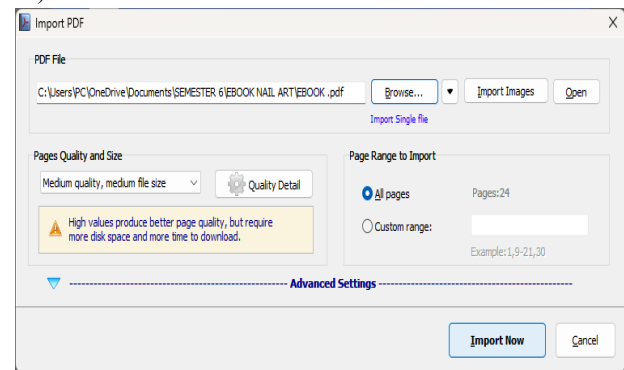 Import PDF
X
PDF File
C:\Users\PC\OneDrive\Documents\SEMESTER 6\EBOOK NAIL ART\EBOOK .pdf
Browse...
Import Images
Open
Import Single file
Pages Quality and Size
Medium quality, medium file size
Quality Detail
High values produce better page quality, but require
more disk space and more time to download.
Page Range to Import
All pages
Pages:24
Custom range:
Example:1,9-21,30
Advanced Settings
Import Now
Cancel